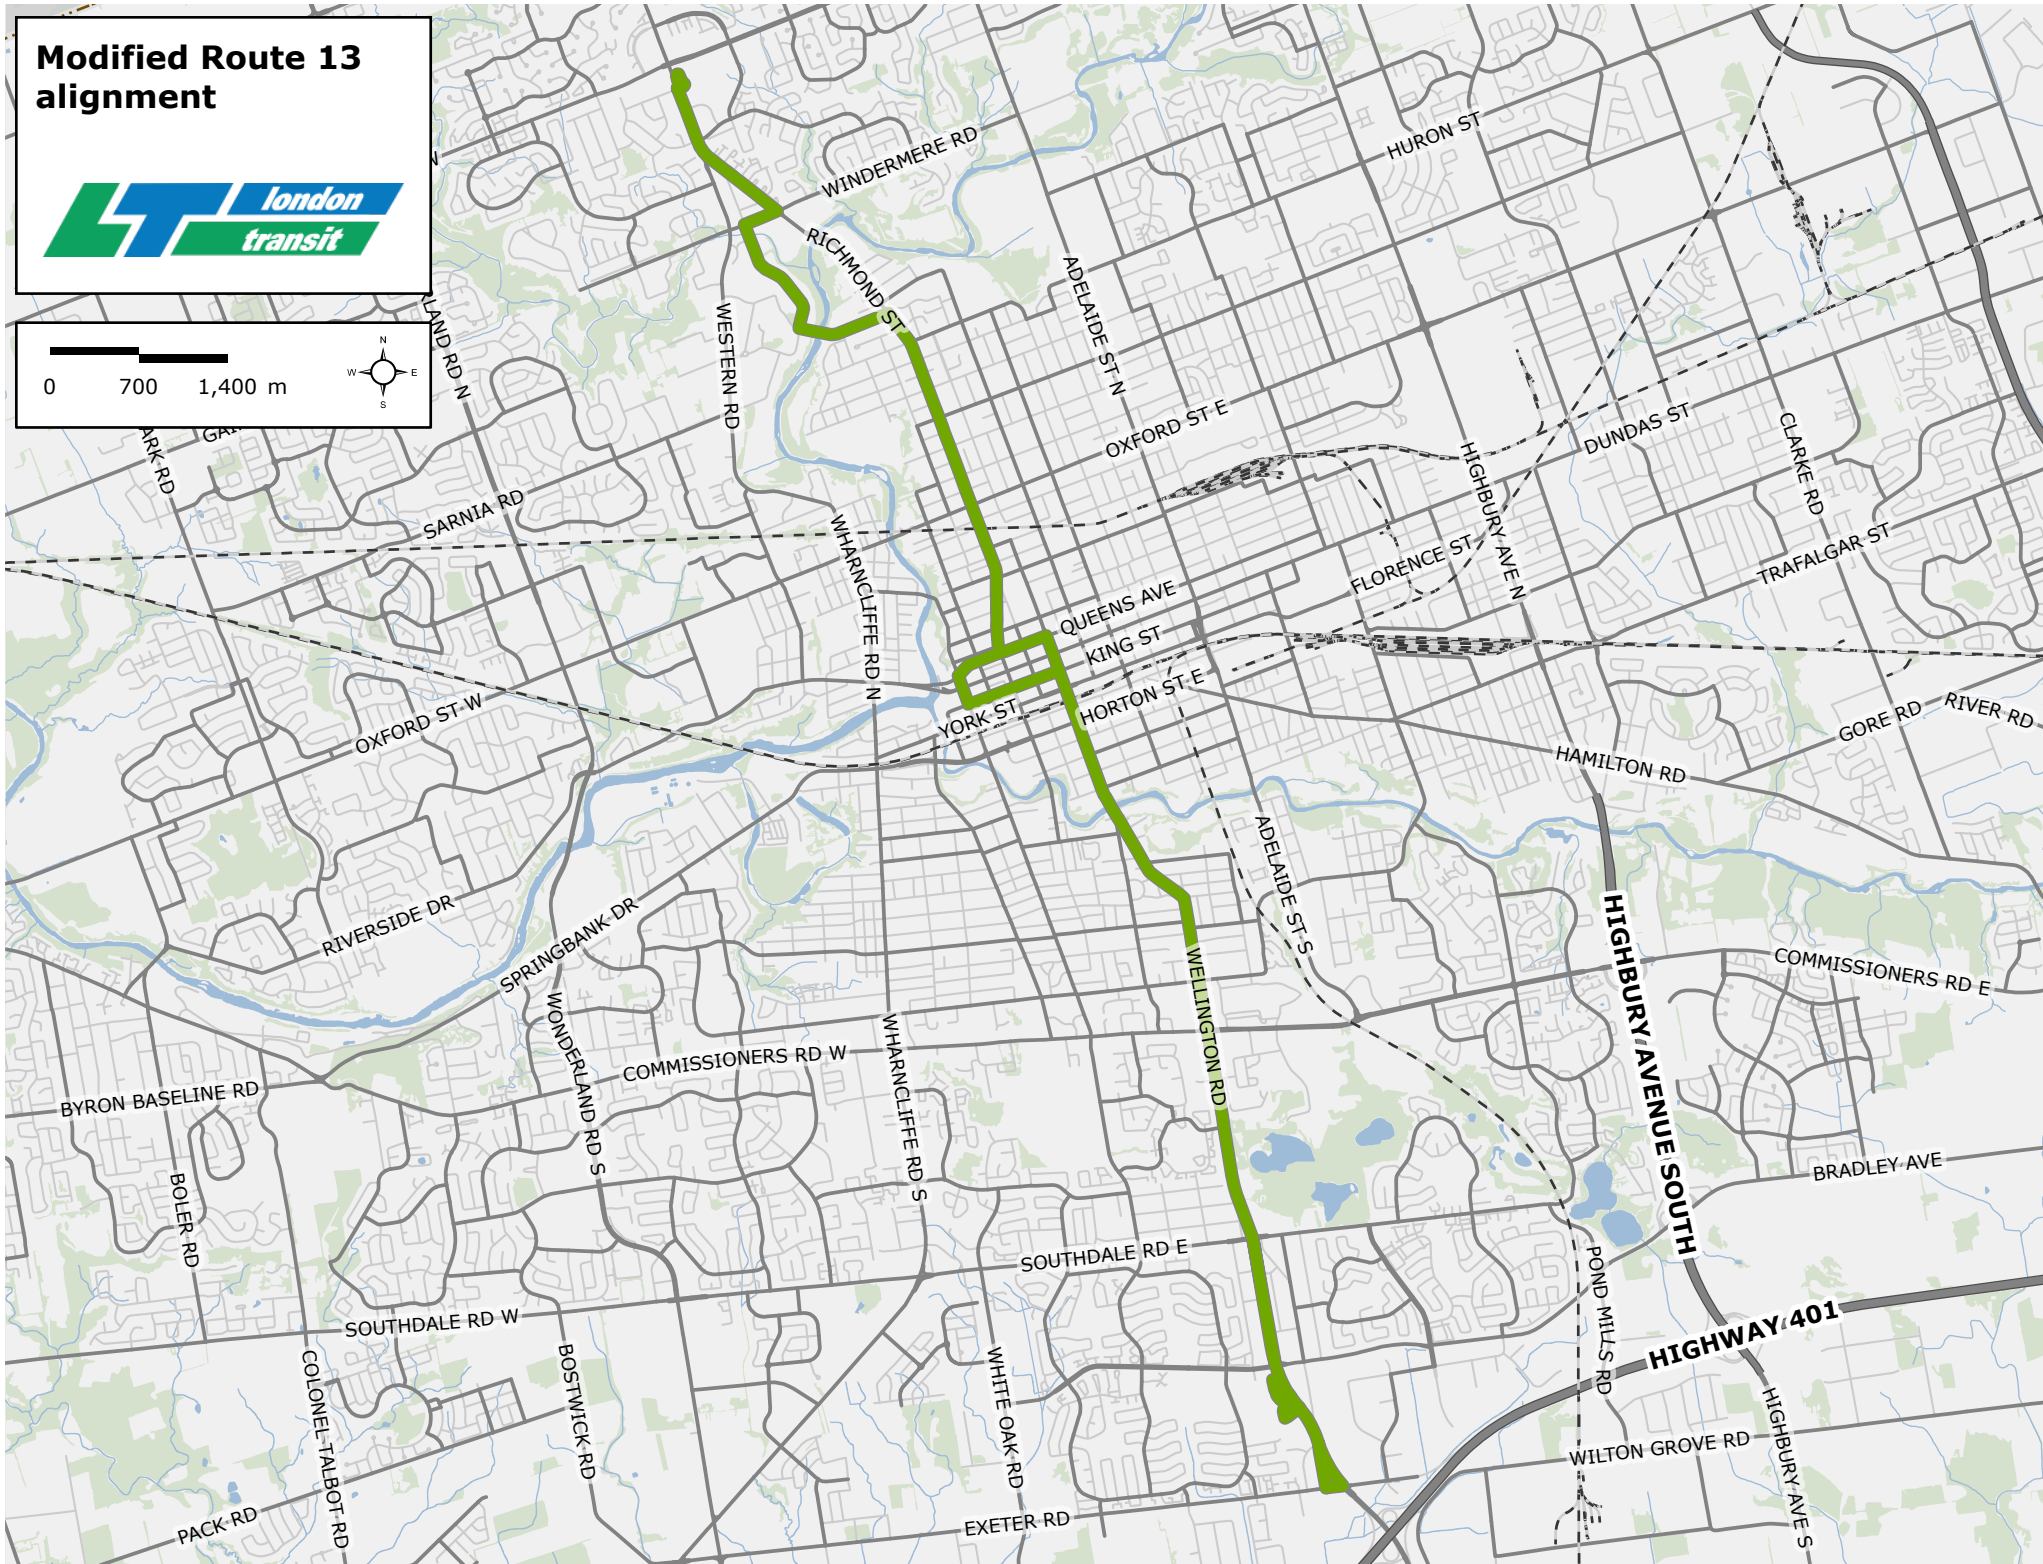 Modified Route 13
alignment
london
transit
0 700 1,400 m
N
W E
S
N
WINDERMERE RD
HURON ST
RICHMOND ST
ADELAIDE ST N
WESTERN RD
RLAND RD N
OXFORD ST E
DUNDAS ST
CLARKE RD
HIGHBURY AVE N
ARK RD
GAI
SARNIA RD
WHARNCLIFFE RD N
FLORENCE ST
TRAFALGAR ST
QUEENS AVE
KING ST
HORTON ST E
YORK ST
OXFORD ST W
GORE RD
RIVER RD
HAMILTON RD
ADELAIDE ST S
RIVERSIDE DR
SPRINGBANK DR
HIGHBURY AVENUE SOUTH
COMMISSIONERS RD E
WELLINGTON RD
WONDERLAND RD S
WHARNCLIFFE RD S
COMMISSIONERS RD W
BYRON BASELINE RD
BOLER RD
BRADLEY AVE
SOUTHDALE RD E
POND MILLS RD
SOUTHDALE RD W
HIGHWAY 401
COLONEL TALBOT RD
BOSTWICK RD
WHITE OAK RD
HIGHBURY AVE S
WILTON GROVE RD
PACK RD
EXETER RD